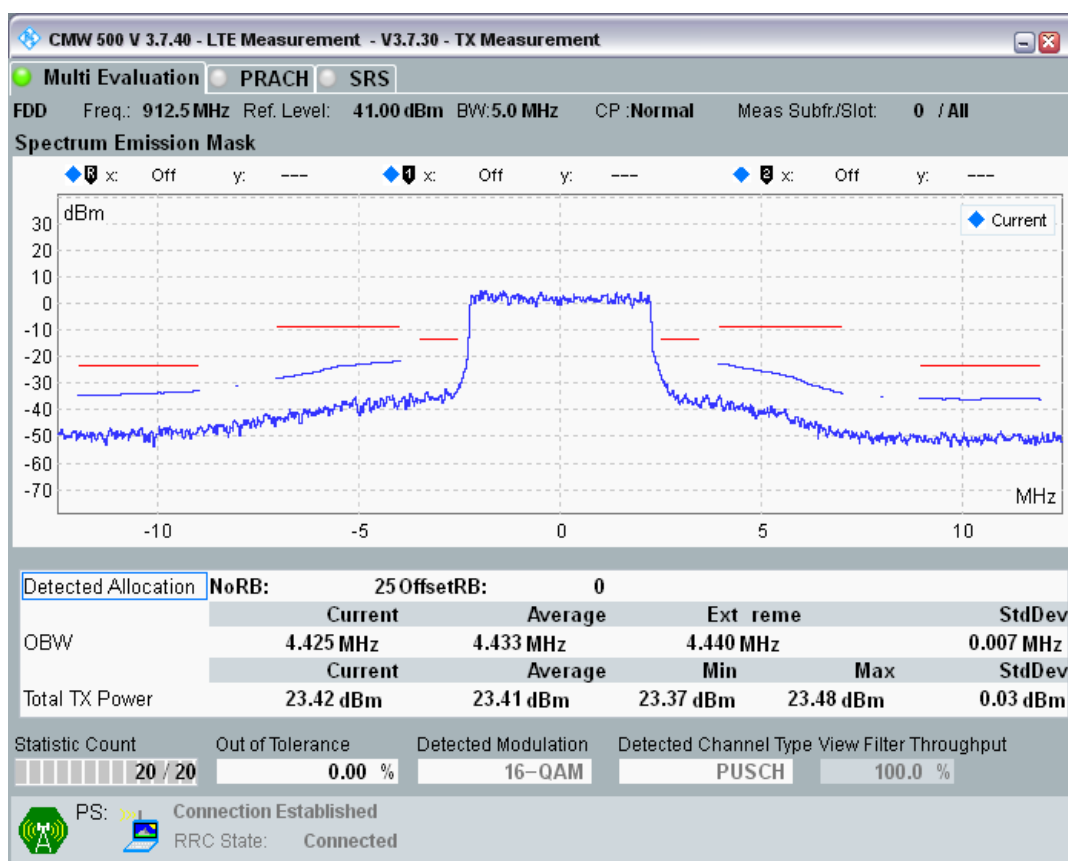 CMW 500 V 3.7.40 - LTE Measurement - V3.7.30 - TX Measurement
Multi Evaluation PRACH SRS
FDD Freq.: 912.5 MHz Ref. Level: 41.00 dBm BW: 5.0 MHz CP : Normal Meas Subfr./Slot: 0 / All
Spectrum Emission Mask
R x: Off y: --- 1 x: Off y: --- 2 x: Off y: ---
dBm
Current
30
20
10
0
-10
-20
-30
-40
-50
-60
-70
MHz
-10 -5 0 5 10
Detected Allocation NoRB: 25 OffsetRB: 0
Current Average Ext reme StdDev
OBW 4.425 MHz 4.433 MHz 4.440 MHz 0.007 MHz
Current Average Min Max StdDev
Total TX Power 23.42 dBm 23.41 dBm 23.37 dBm 23.48 dBm 0.03 dBm
Statistic Count Out of Tolerance Detected Modulation Detected Channel Type View Filter Throughput
20 / 20 0.00 % 16-QAM PUSCH 100.0 %
PS: Connection Established
RRC State: Connected